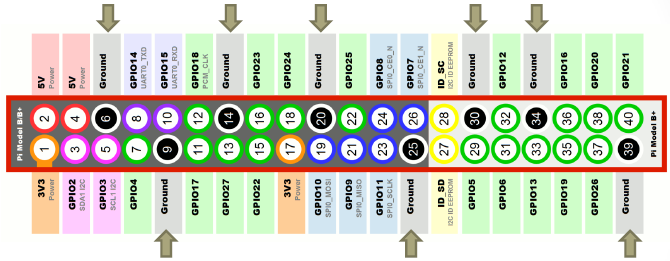 5V Power
5V Power
Ground
GPIO14 UART0_TXD
GPIO15 UART0_RXD
GPIO18 PCM_CLK
Ground
GPIO23
GPIO24
Ground
GPIO25
GPIO8 SPI0_CE0_N
GPIO7 SPI0_CE1_N
ID_SC I2C ID EEPROM
Ground
GPIO12
Ground
GPIO16
GPIO20
GPIO21
Pi Model B/B+
2 4 6 8 10 12 14 16 18 20 22 24 26 28 30 32 34 36 38 40
1 3 5 7 9 11 13 15 17 19 21 23 25 27 29 31 33 35 37 39
Pi Model B+
3V3 Power
GPIO2 SDA1 I2C
GPIO3 SCL1 I2C
GPIO4
Ground
GPIO17
GPIO27
GPIO22
3V3 Power
GPIO10 SPI0_MOSI
GPIO9 SPI0_MISO
GPIO11 SPI0_SCLK
Ground
ID_SD I2C ID EEPROM
GPIO5
GPIO6
GPIO13
GPIO19
GPIO26
Ground